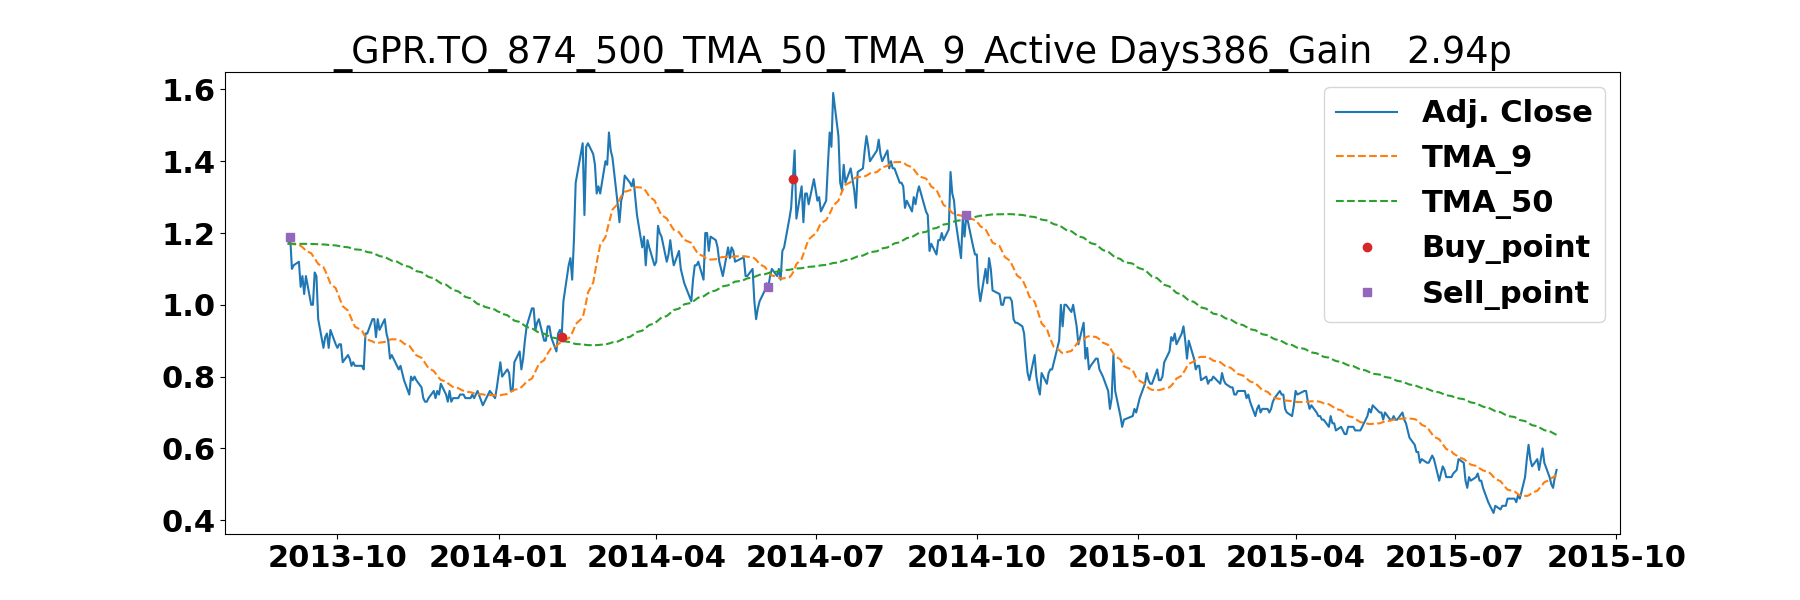 _GPR.TO_874_500_TMA_50_TMA_9_Active Days386_Gain   2.94p
1.6
1.4
1.2
1.0
0.8
0.6
0.4
Adj. Close
TMA_9
TMA_50
Buy_point
Sell_point
2013-10 2014-01 2014-04 2014-07 2014-10 2015-01 2015-04 2015-07 2015-10